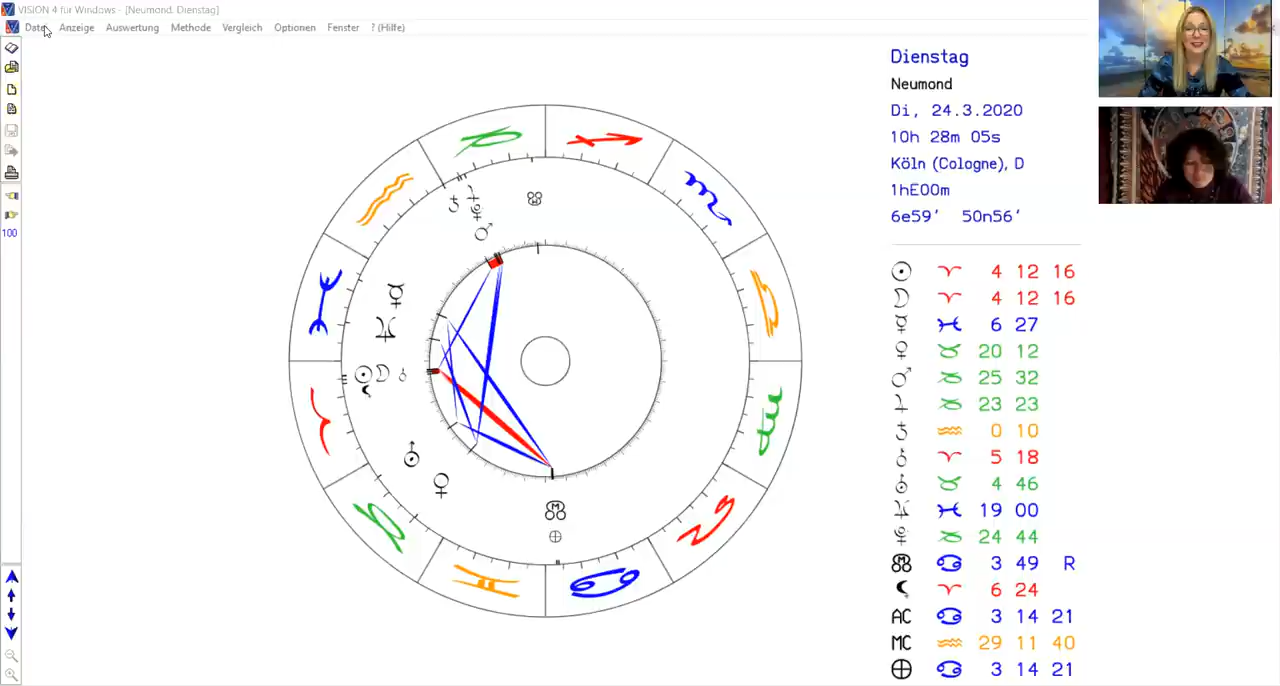 VISION 4 für Windows - [Neumond. Dienstag]
Datei Anzeige Auswertung Methode Vergleich Optionen Fenster ? (Hilfe)
100
Dienstag
Neumond
Di, 24.3.2020
10h 28m 05s
Köln (Cologne), D
1hE00m
6e59' 50n56'
☉ ♈ 4 12 16
☽ ♈ 4 12 16
☿ ♓ 6 27
♀ ♉ 20 12
♂ ♑ 25 32
♃ ♑ 23 23
♄ ♒ 0 10
⚷ ♈ 5 18
⛢ ♉ 4 46
♆ ♓ 19 00
♇ ♑ 24 44
☊ ♋ 3 49 R
⚸ ♈ 6 24
AC ♋ 3 14 21
MC ♒ 29 11 40
⊕ ♋ 3 14 21